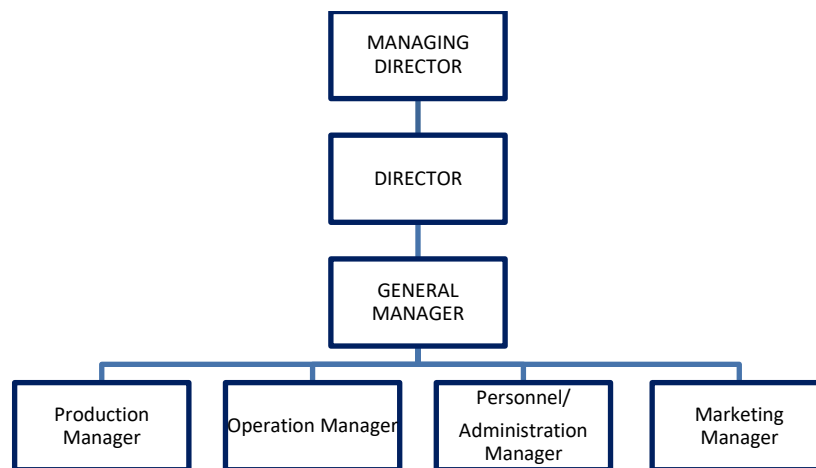 MANAGING
DIRECTOR
DIRECTOR
GENERAL
MANAGER
Production
Manager
Operation Manager
Personnel/
Administration
Manager
Marketing
Manager